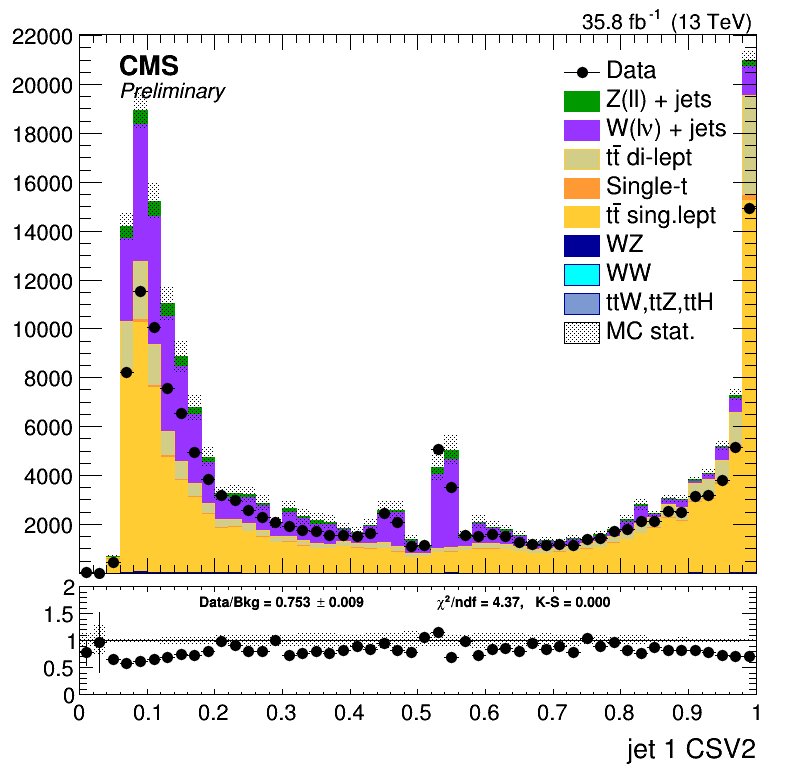 35.8 fb⁻¹ (13 TeV)
22000
20000
18000
16000
14000
12000
10000
8000
6000
4000
2000
CMS
Preliminary
Data
Z(ll) + jets
W(lν) + jets
tt̄ di-lept
Single-t
tt̄ sing.lept
WZ
WW
ttW,ttZ,ttH
MC stat.
2
1.5
1
0.5
0
Data/Bkg = 0.753 ± 0.009
χ²/ndf = 4.37, K-S = 0.000
0 0.1 0.2 0.3 0.4 0.5 0.6 0.7 0.8 0.9 1
jet 1 CSV2